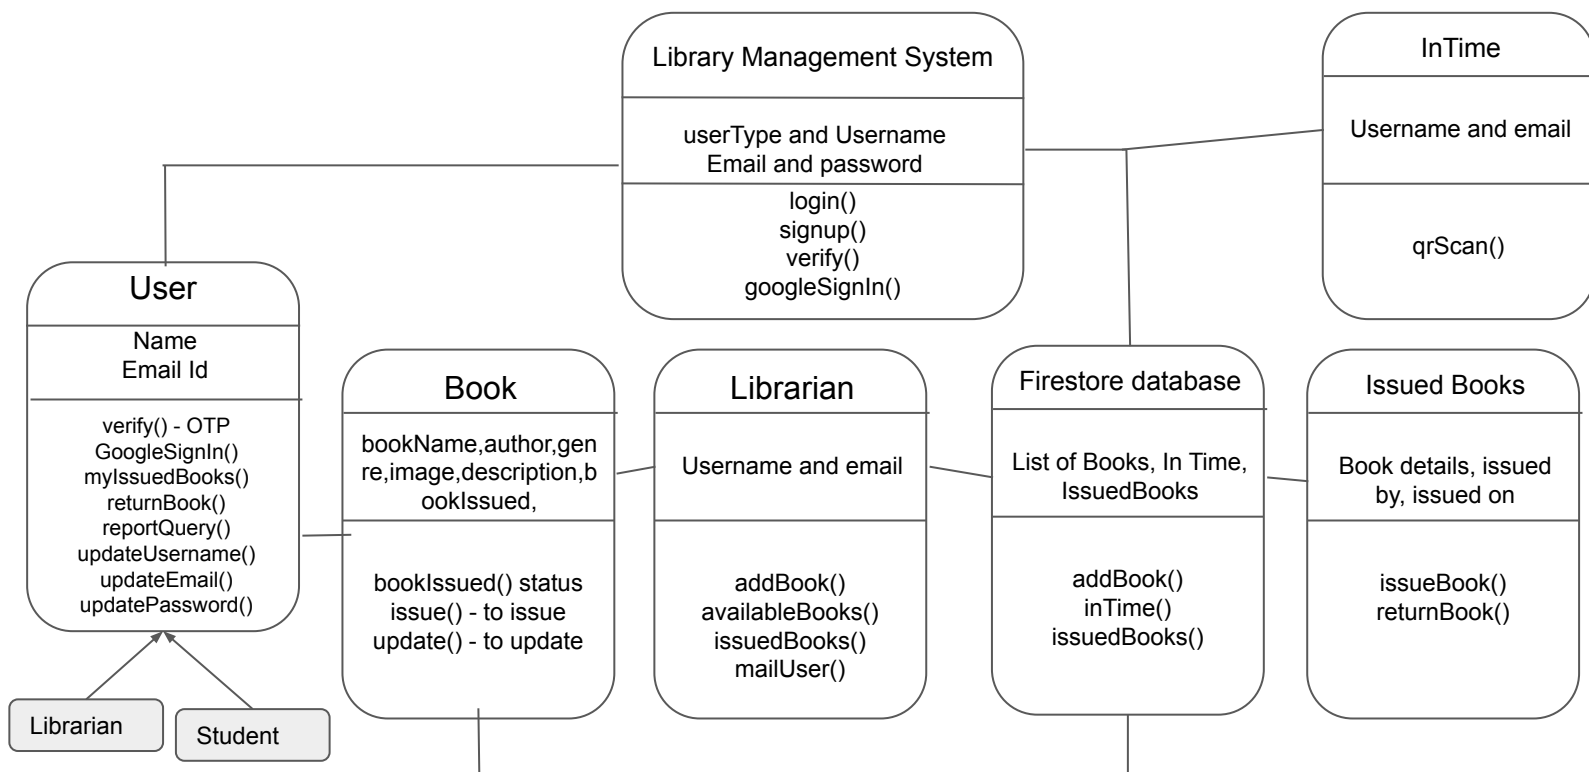 Library Management System
userType and Username
Email and password
login()
signup()
verify()
googleSignIn()
InTime
Username and email
qrScan()
User
Name
Email Id
verify() - OTP
GoogleSignIn()
myIssuedBooks()
returnBook()
reportQuery()
updateUsername()
updateEmail()
updatePassword()
Librarian
Student
Book
bookName,author,gen
re,image,description,b
ookIssued,
bookIssued() status
issue() - to issue
update() - to update
Librarian
Username and email
addBook()
availableBooks()
issuedBooks()
mailUser()
Firestore database
List of Books, In Time,
IssuedBooks
addBook()
inTime()
issuedBooks()
Issued Books
Book details, issued
by, issued on
issueBook()
returnBook()